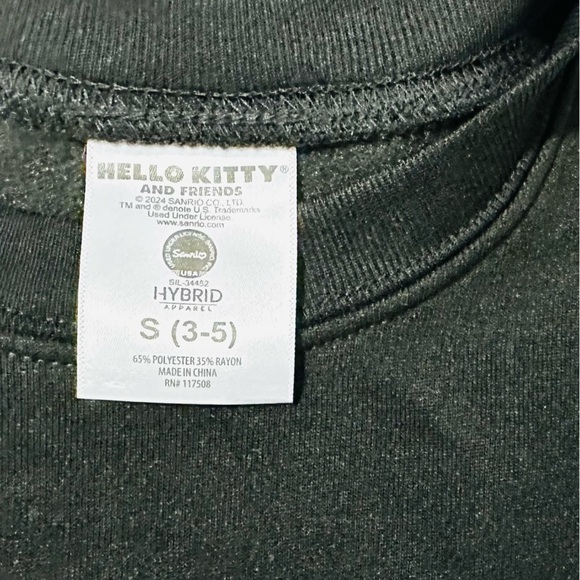 HELLO KITTY®
AND FRIENDS
© 2024 SANRIO CO., LTD.
TM and ® denote U.S. Trademarks
Used Under License.
www.sanrio.com
Sanrio
USA
SIL-34452
HYBRID
APPAREL
S (3-5)
65% POLYESTER 35% RAYON
MADE IN CHINA
RN# 117508